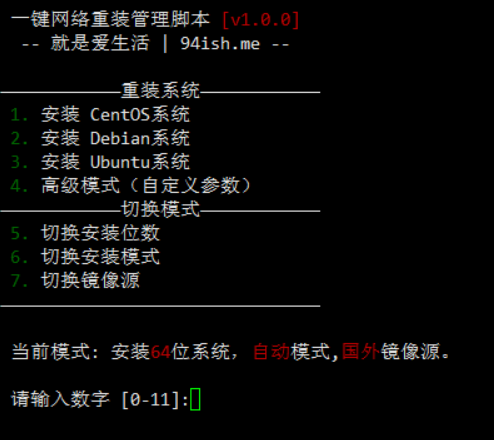 一键网络重装管理脚本 [v1.0.0]
-- 就是爱生活 | 94ish.me --
————————————重装系统————————————
1. 安装 CentOS系统
2. 安装 Debian系统
3. 安装 Ubuntu系统
4. 高级模式（自定义参数）
————————————切换模式————————————
5. 切换安装位数
6. 切换安装模式
7. 切换镜像源
————————————————————————————————
当前模式: 安装64位系统，自动模式,国外镜像源。
请输入数字 [0-11]: